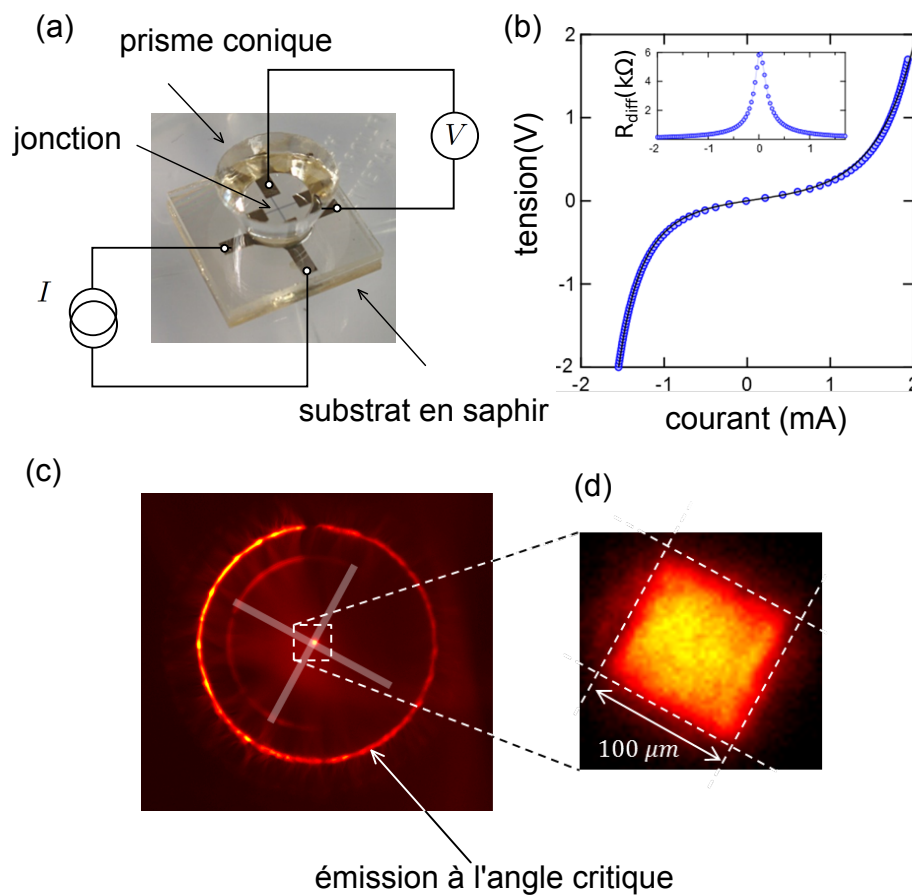 (a)
prisme conique
jonction
V
I
substrat en saphir
(b)
tension(V)
2
1
0
-1
-2
-2
-1
0
1
2
courant (mA)
R_diff(kΩ)
6
4
2
-2
-1
0
1
(c)
(d)
100 μm
émission à l'angle critique